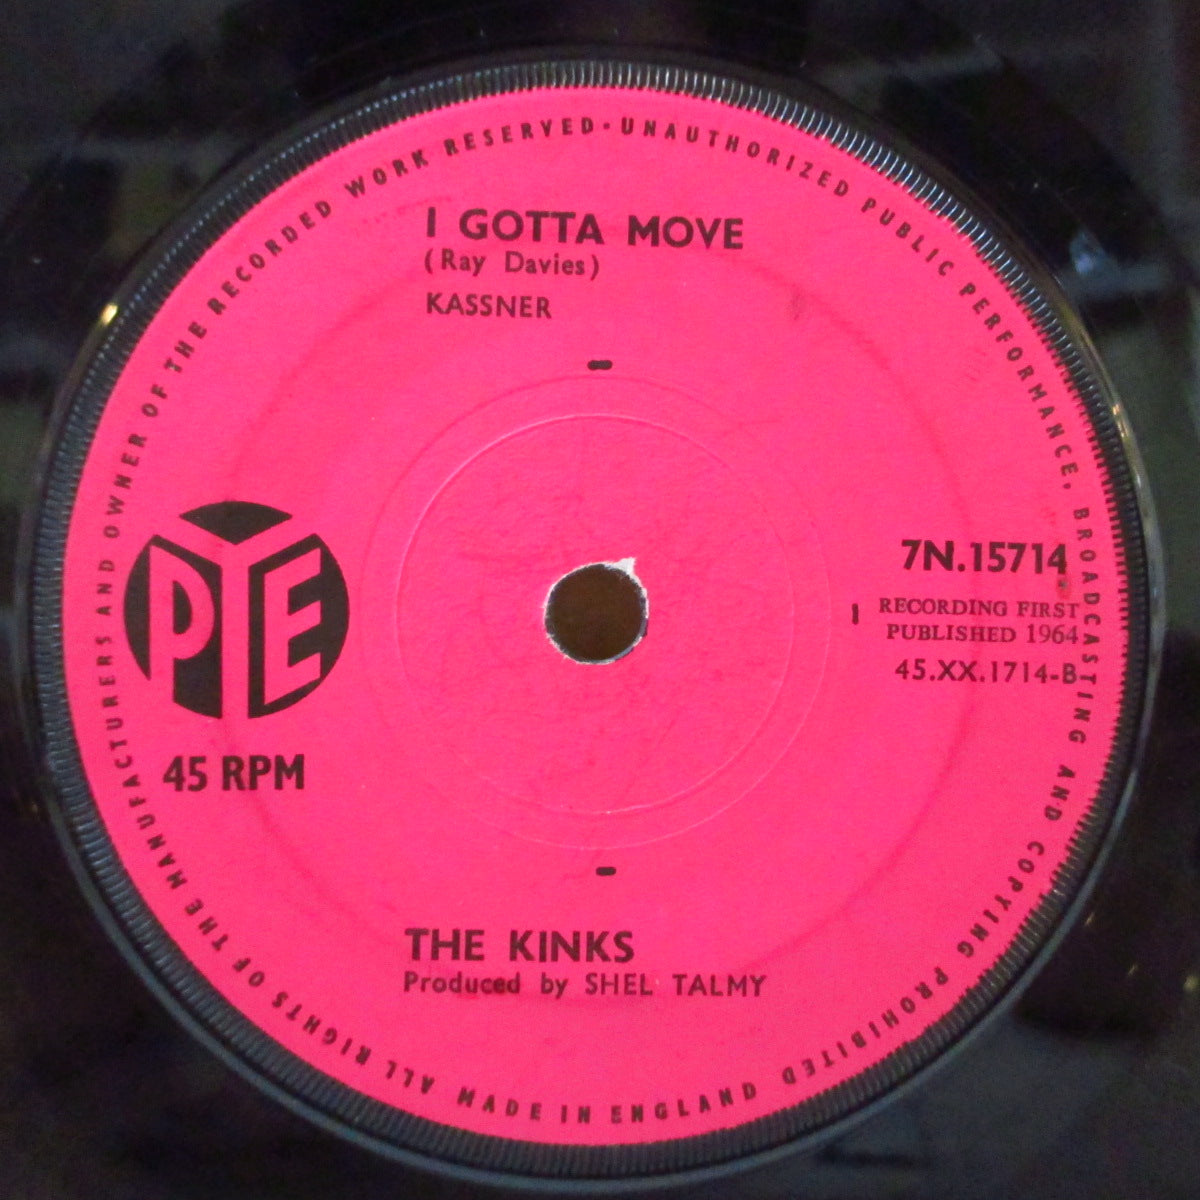 ALL RIGHTS OF THE MANUFACTURERS AND OWNER OF THE RECORDED WORK RESERVED · UNAUTHORIZED PUBLIC PERFORMANCE, BROADCASTING AND COPYING PROHIBITED
I GOTTA MOVE
(Ray Davies)
KASSNER
PYE
45 RPM
7N.15714
RECORDING FIRST
PUBLISHED 1964
45.XX.1714-B
THE KINKS
Produced by SHEL TALMY
MADE IN ENGLAND